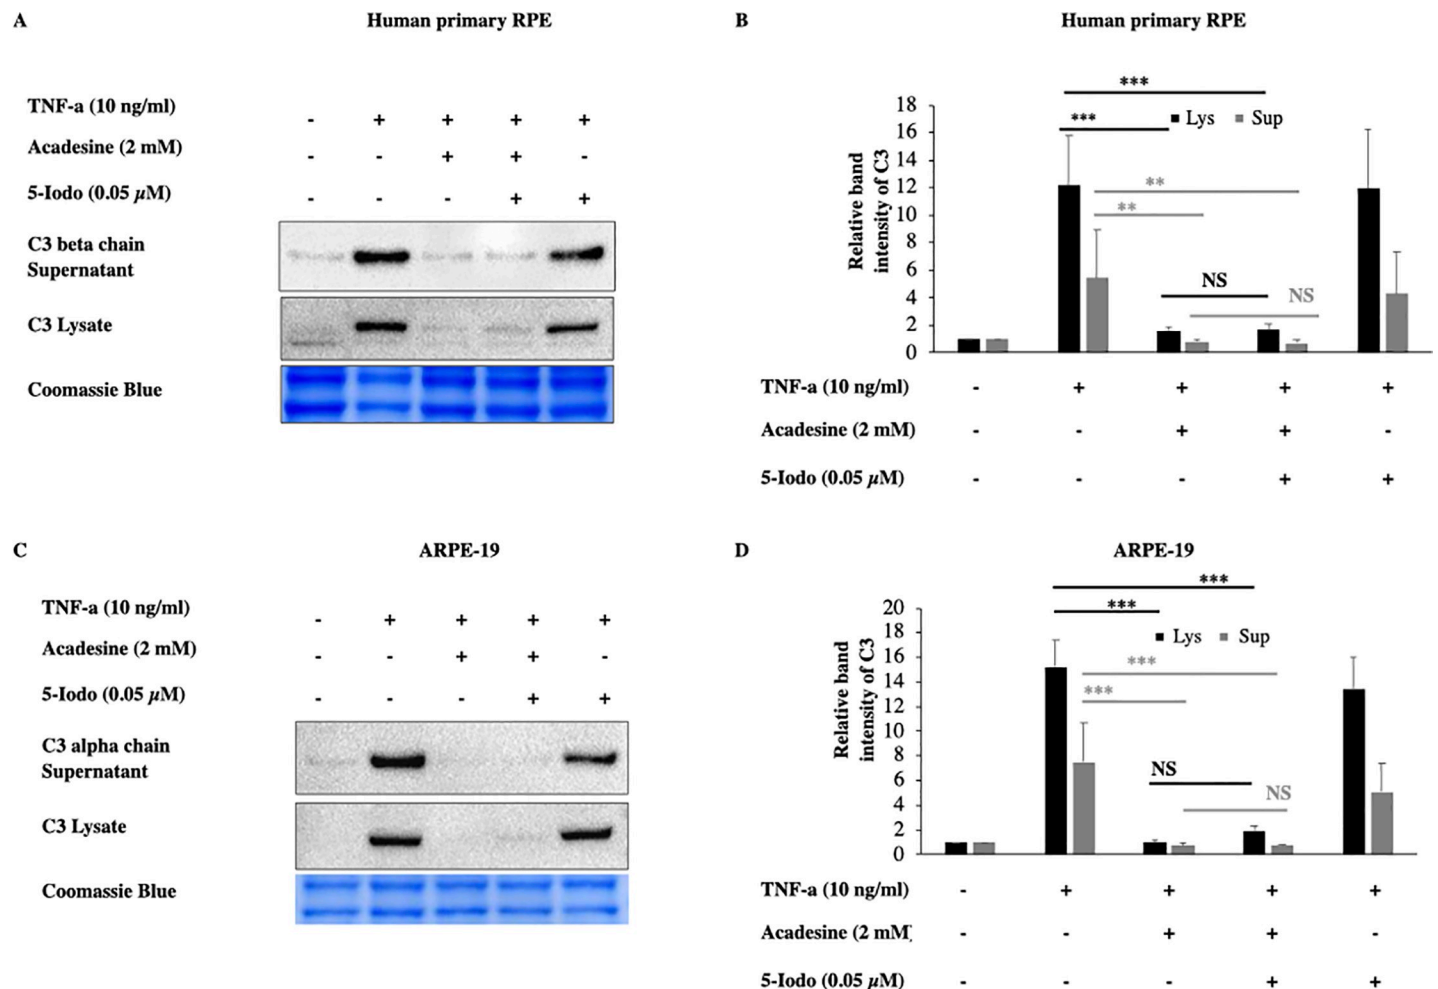 A
Human primary RPE
TNF-a (10 ng/ml)
- + + + +
Acadesine (2 mM)
- - + + -
5-Iodo (0.05 µM)
- - - + +
C3 beta chain
Supernatant
C3 Lysate
Coomassie Blue
B
Human primary RPE
***
***
Lys Sup
**
**
NS
NS
Relative band
intensity of C3
18
16
14
12
10
8
6
4
2
0
TNF-a (10 ng/ml)
- + + + +
Acadesine (2 mM)
- - + + -
5-Iodo (0.05 µM)
- - - + +
C
ARPE-19
TNF-a (10 ng/ml)
- + + + +
Acadesine (2 mM)
- - + + -
5-Iodo (0.05 µM)
- - - + +
C3 alpha chain
Supernatant
C3 Lysate
Coomassie Blue
D
ARPE-19
***
***
Lys Sup
***
***
NS
NS
Relative band
intensity of C3
20
18
16
14
12
10
8
6
4
2
0
TNF-a (10 ng/ml)
- + + + +
Acadesine (2 mM)
- - + + -
5-Iodo (0.05 µM)
- - - + +